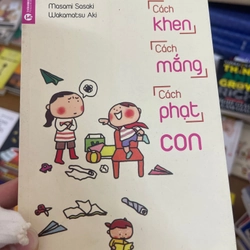 Masami Sasaki
Wakamatsu Aki
Cách
khen
Cách
mắng
Cách
phạt
con